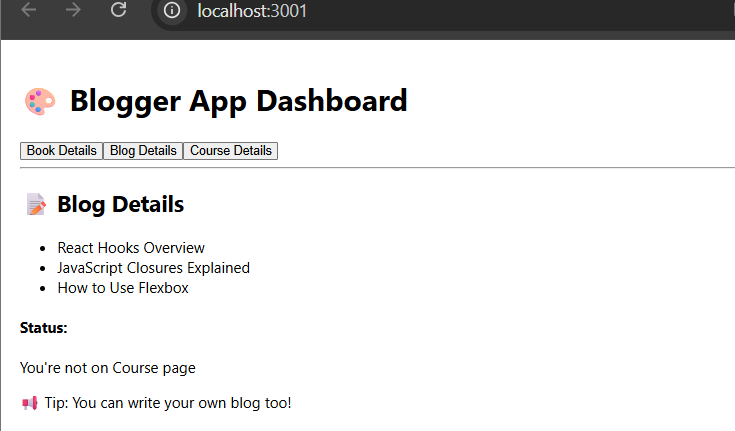 localhost:3001
🎨 Blogger App Dashboard
Book Details Blog Details Course Details
📝 Blog Details
• React Hooks Overview
• JavaScript Closures Explained
• How to Use Flexbox
Status:
You're not on Course page
📢 Tip: You can write your own blog too!